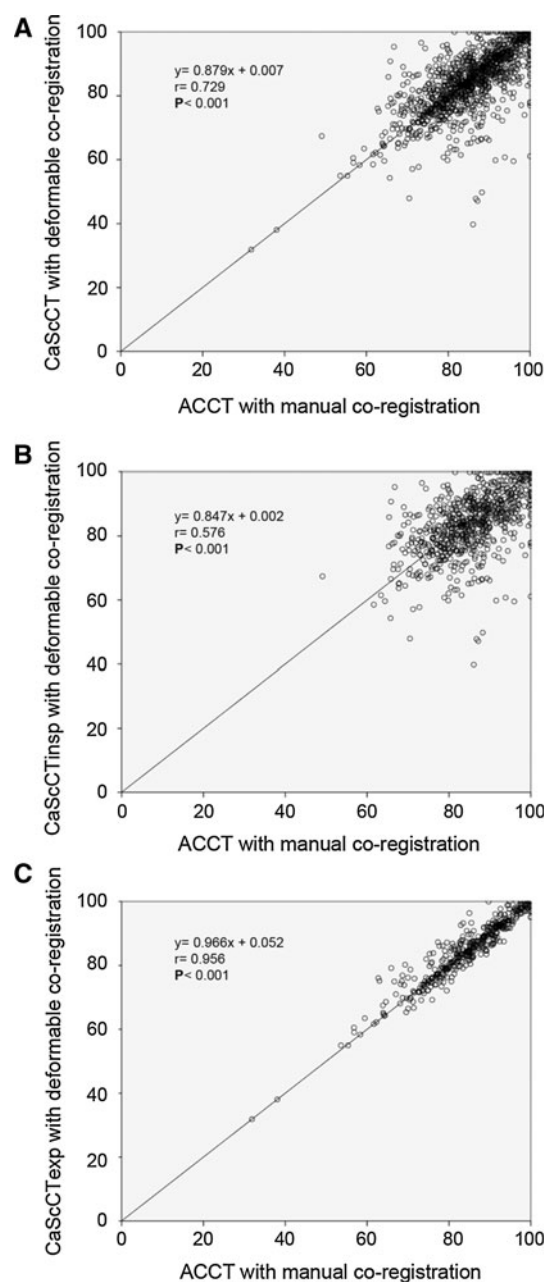 A
CaScCT with deformable co-registration
100
80
60
40
20
0
y= 0.879x + 0.007
r= 0.729
P< 0.001
0 20 40 60 80 100
ACCT with manual co-registration
B
CaScCTinsp with deformable co-registration
100
80
60
40
20
0
y= 0.847x + 0.002
r= 0.576
P< 0.001
0 20 40 60 80 100
ACCT with manual co-registration
C
CaScCTexp with deformable co-registration
100
80
60
40
20
0
y= 0.966x + 0.052
r= 0.956
P< 0.001
0 20 40 60 80 100
ACCT with manual co-registration